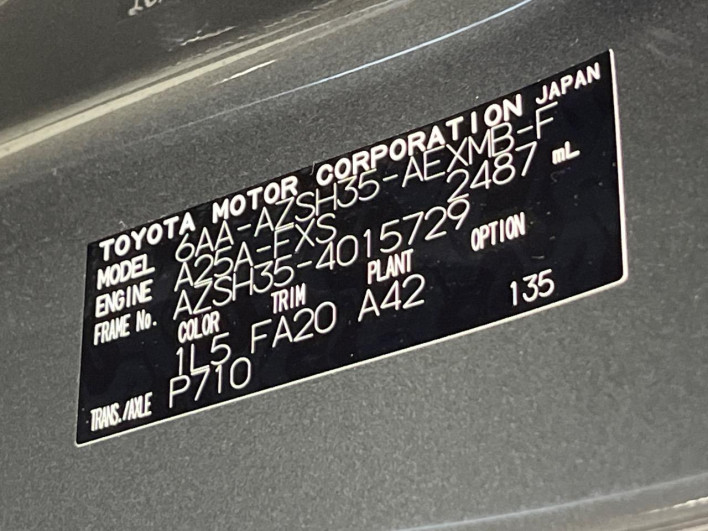 TOYOTA MOTOR CORPORATION JAPAN
MODEL 6AA-AZSH35-AEXMB-F
ENGINE A25A-FXS 2487 mL
FRAME No. AZSH35-4015729
COLOR TRIM PLANT OPTION
1L5 FA20 A42 135
TRANS./AXLE P710